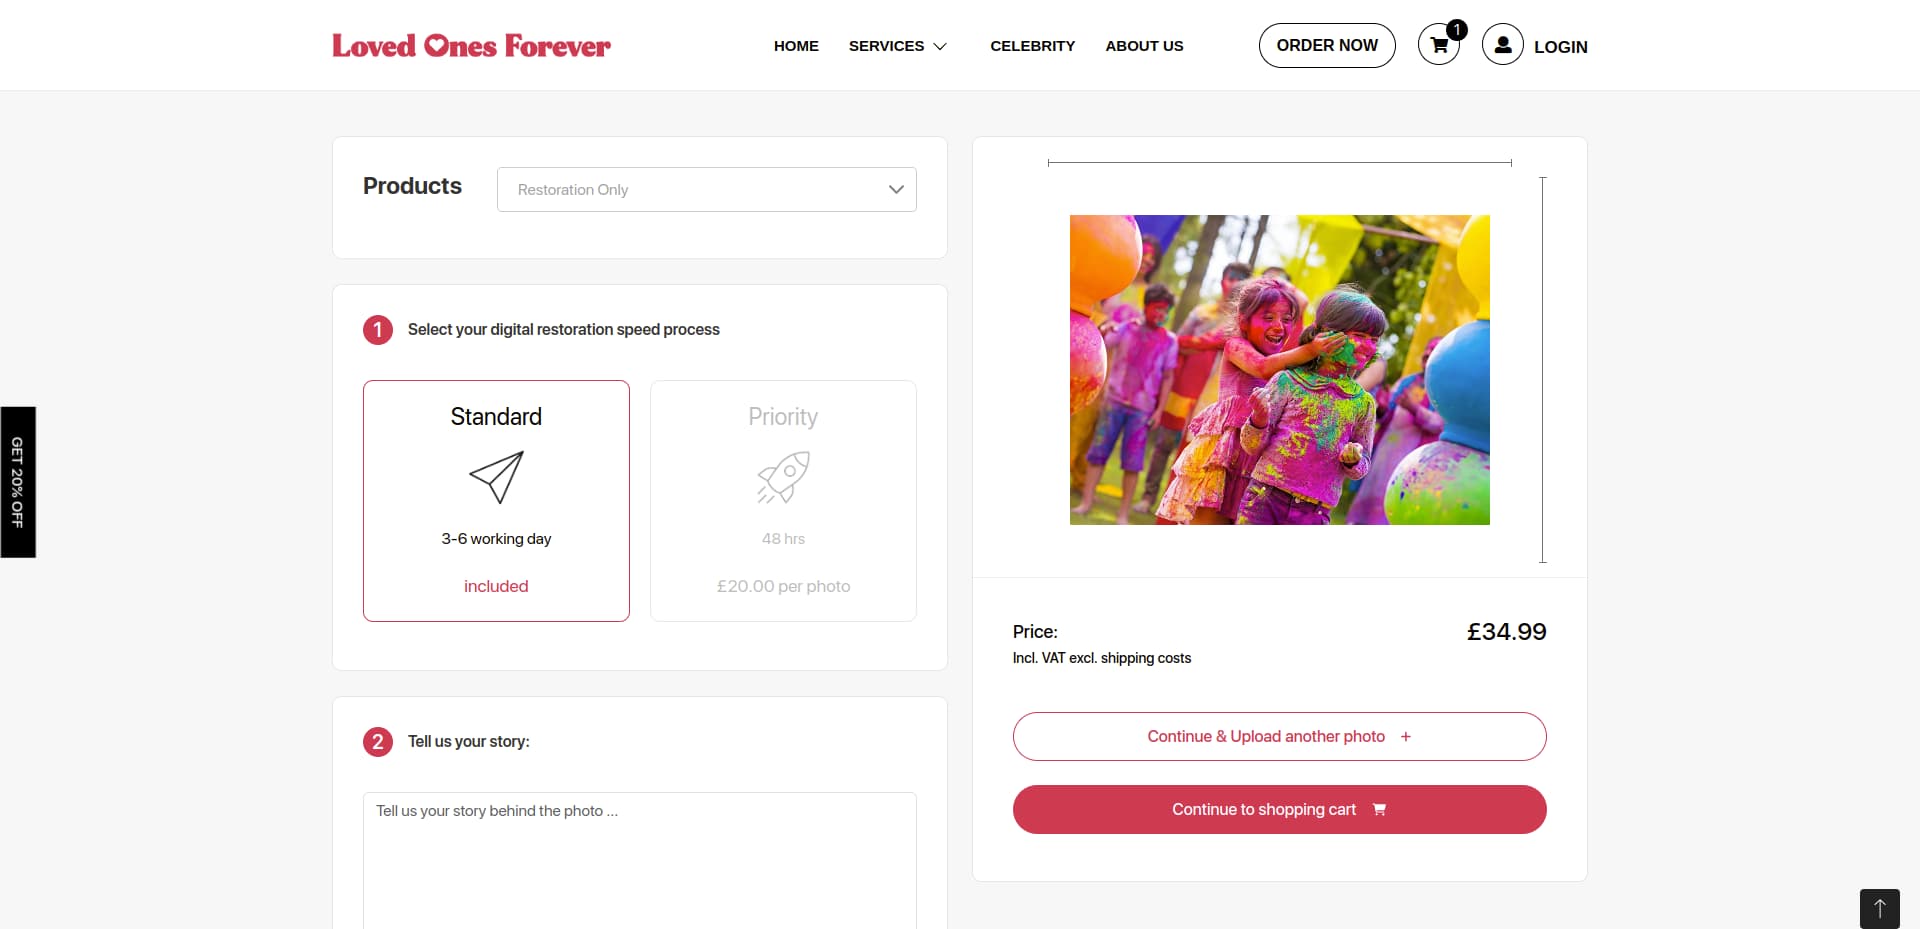 Loved Ones Forever
HOME
SERVICES
CELEBRITY
ABOUT US
ORDER NOW
1
LOGIN
Products
Restoration Only
1
Select your digital restoration speed process
Standard
3-6 working day
included
Priority
48 hrs
£20.00 per photo
2
Tell us your story:
Tell us your story behind the photo ...
GET 20% OFF
Price:
£34.99
Incl. VAT excl. shipping costs
Continue & Upload another photo +
Continue to shopping cart